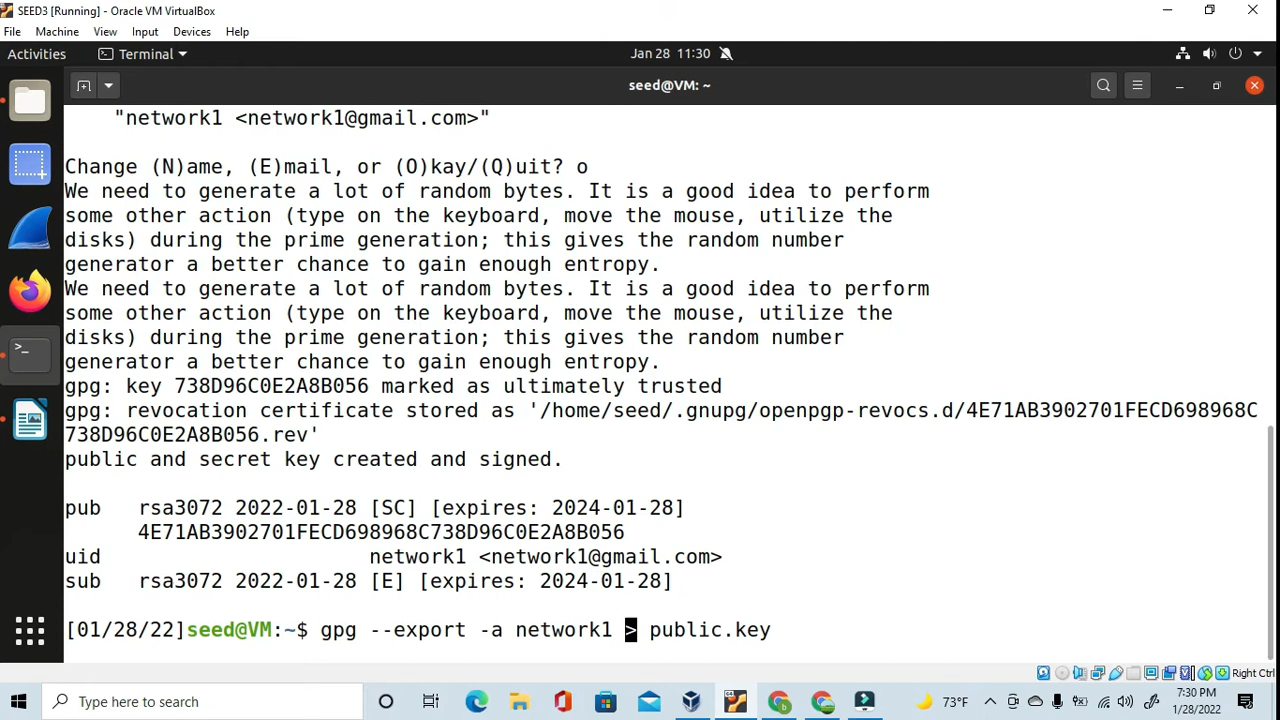 SEED3 [Running] - Oracle VM VirtualBox
File Machine View Input Devices Help
Activities Terminal Jan 28 11:30
seed@VM: ~
"network1 <network1@gmail.com>"
Change (N)ame, (E)mail, or (O)kay/(Q)uit? o
We need to generate a lot of random bytes. It is a good idea to perform
some other action (type on the keyboard, move the mouse, utilize the
disks) during the prime generation; this gives the random number
generator a better chance to gain enough entropy.
We need to generate a lot of random bytes. It is a good idea to perform
some other action (type on the keyboard, move the mouse, utilize the
disks) during the prime generation; this gives the random number
generator a better chance to gain enough entropy.
gpg: key 738D96C0E2A8B056 marked as ultimately trusted
gpg: revocation certificate stored as '/home/seed/.gnupg/openpgp-revocs.d/4E71AB3902701FECD698968C
738D96C0E2A8B056.rev'
public and secret key created and signed.
pub rsa3072 2022-01-28 [SC] [expires: 2024-01-28]
4E71AB3902701FECD698968C738D96C0E2A8B056
uid network1 <network1@gmail.com>
sub rsa3072 2022-01-28 [E] [expires: 2024-01-28]
[01/28/22]seed@VM:~$ gpg --export -a network1 > public.key
Right Ctrl
Type here to search
73°F
7:30 PM
1/28/2022